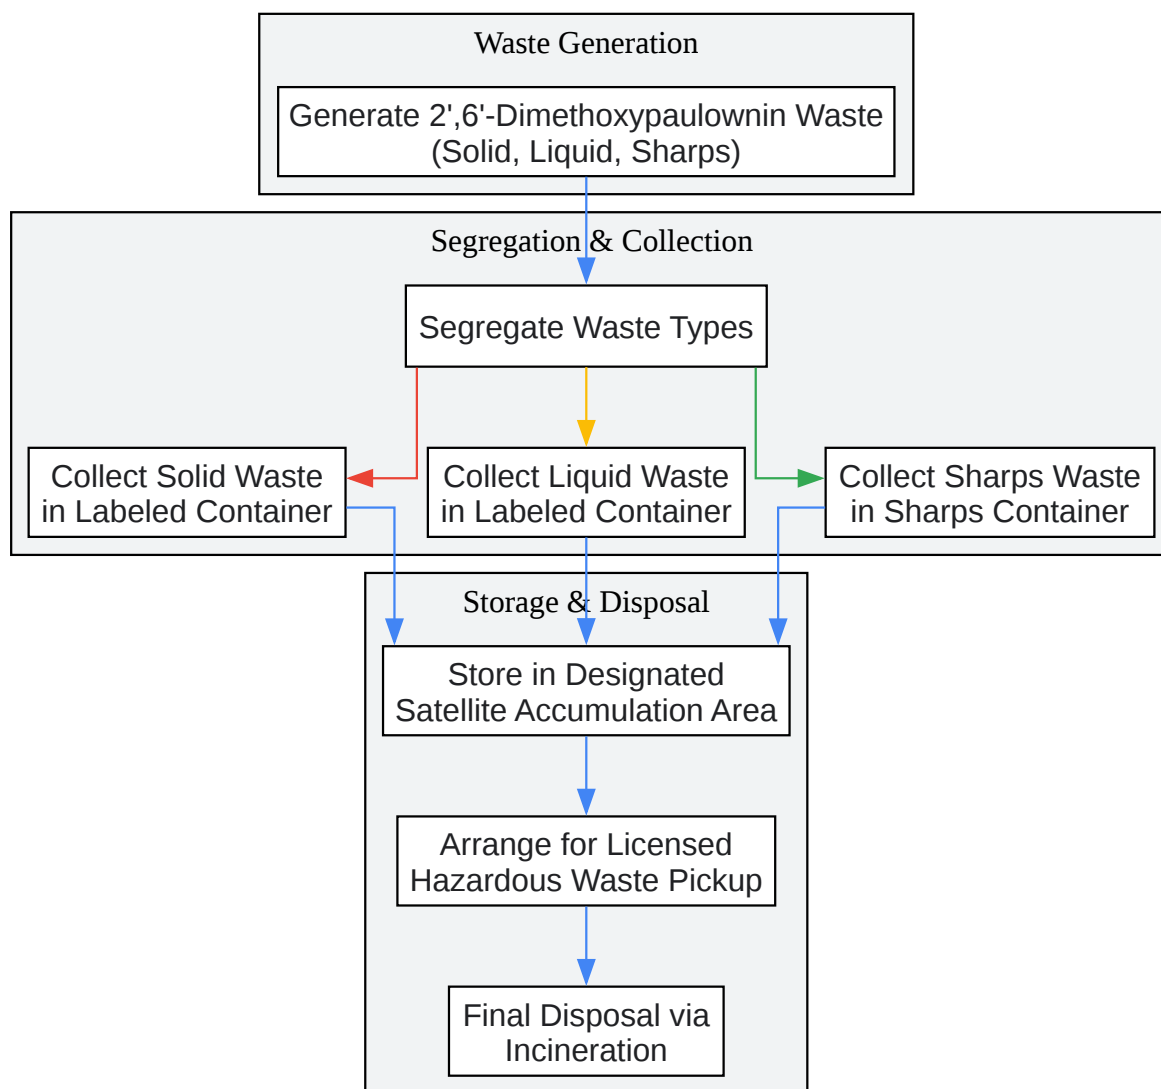 Waste Generation
Generate 2',6'-Dimethoxypaulownin Waste
(Solid, Liquid, Sharps)
Segregation & Collection
Segregate Waste Types
Collect Solid Waste
in Labeled Container
Collect Liquid Waste
in Labeled Container
Collect Sharps Waste
in Sharps Container
Storage & Disposal
Store in Designated
Satellite Accumulation Area
Arrange for Licensed
Hazardous Waste Pickup
Final Disposal via
Incineration